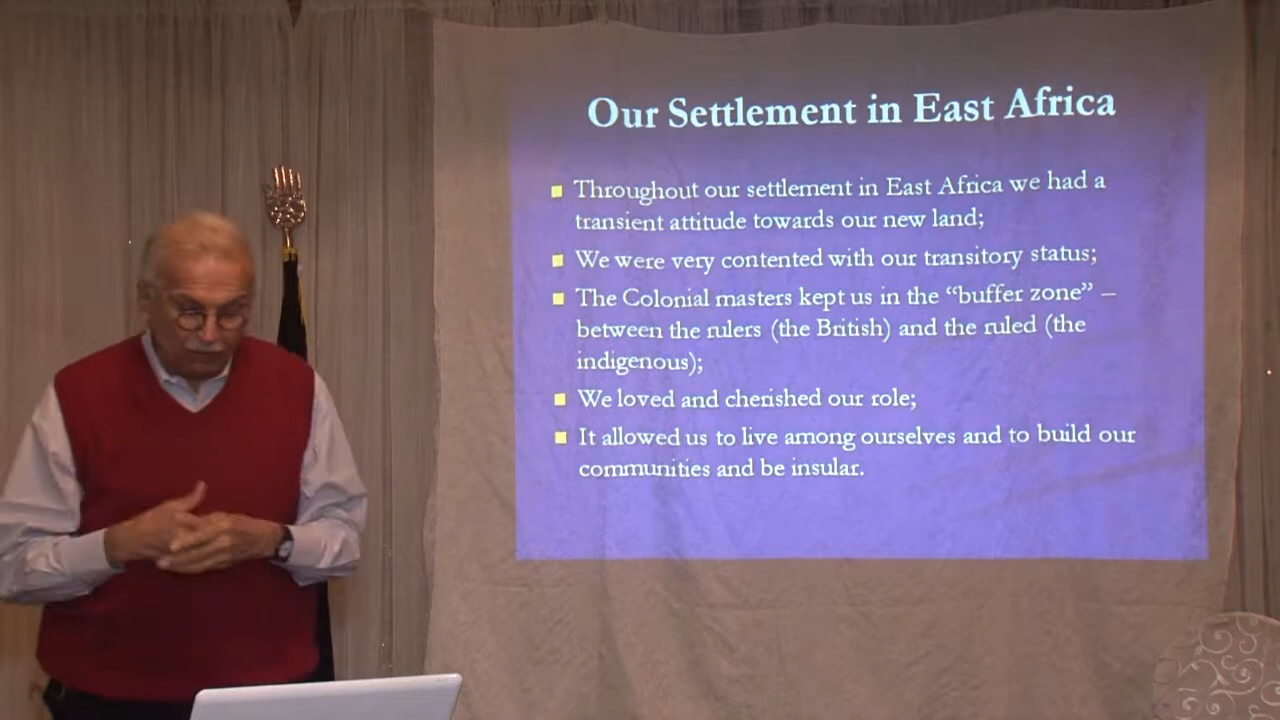 Our Settlement in East Africa
Throughout our settlement in East Africa we had a
transient attitude towards our new land;
We were very contented with our transitory status;
The Colonial masters kept us in the “buffer zone” –
between the rulers (the British) and the ruled (the
indigenous);
We loved and cherished our role;
It allowed us to live among ourselves and to build our
communities and be insular.